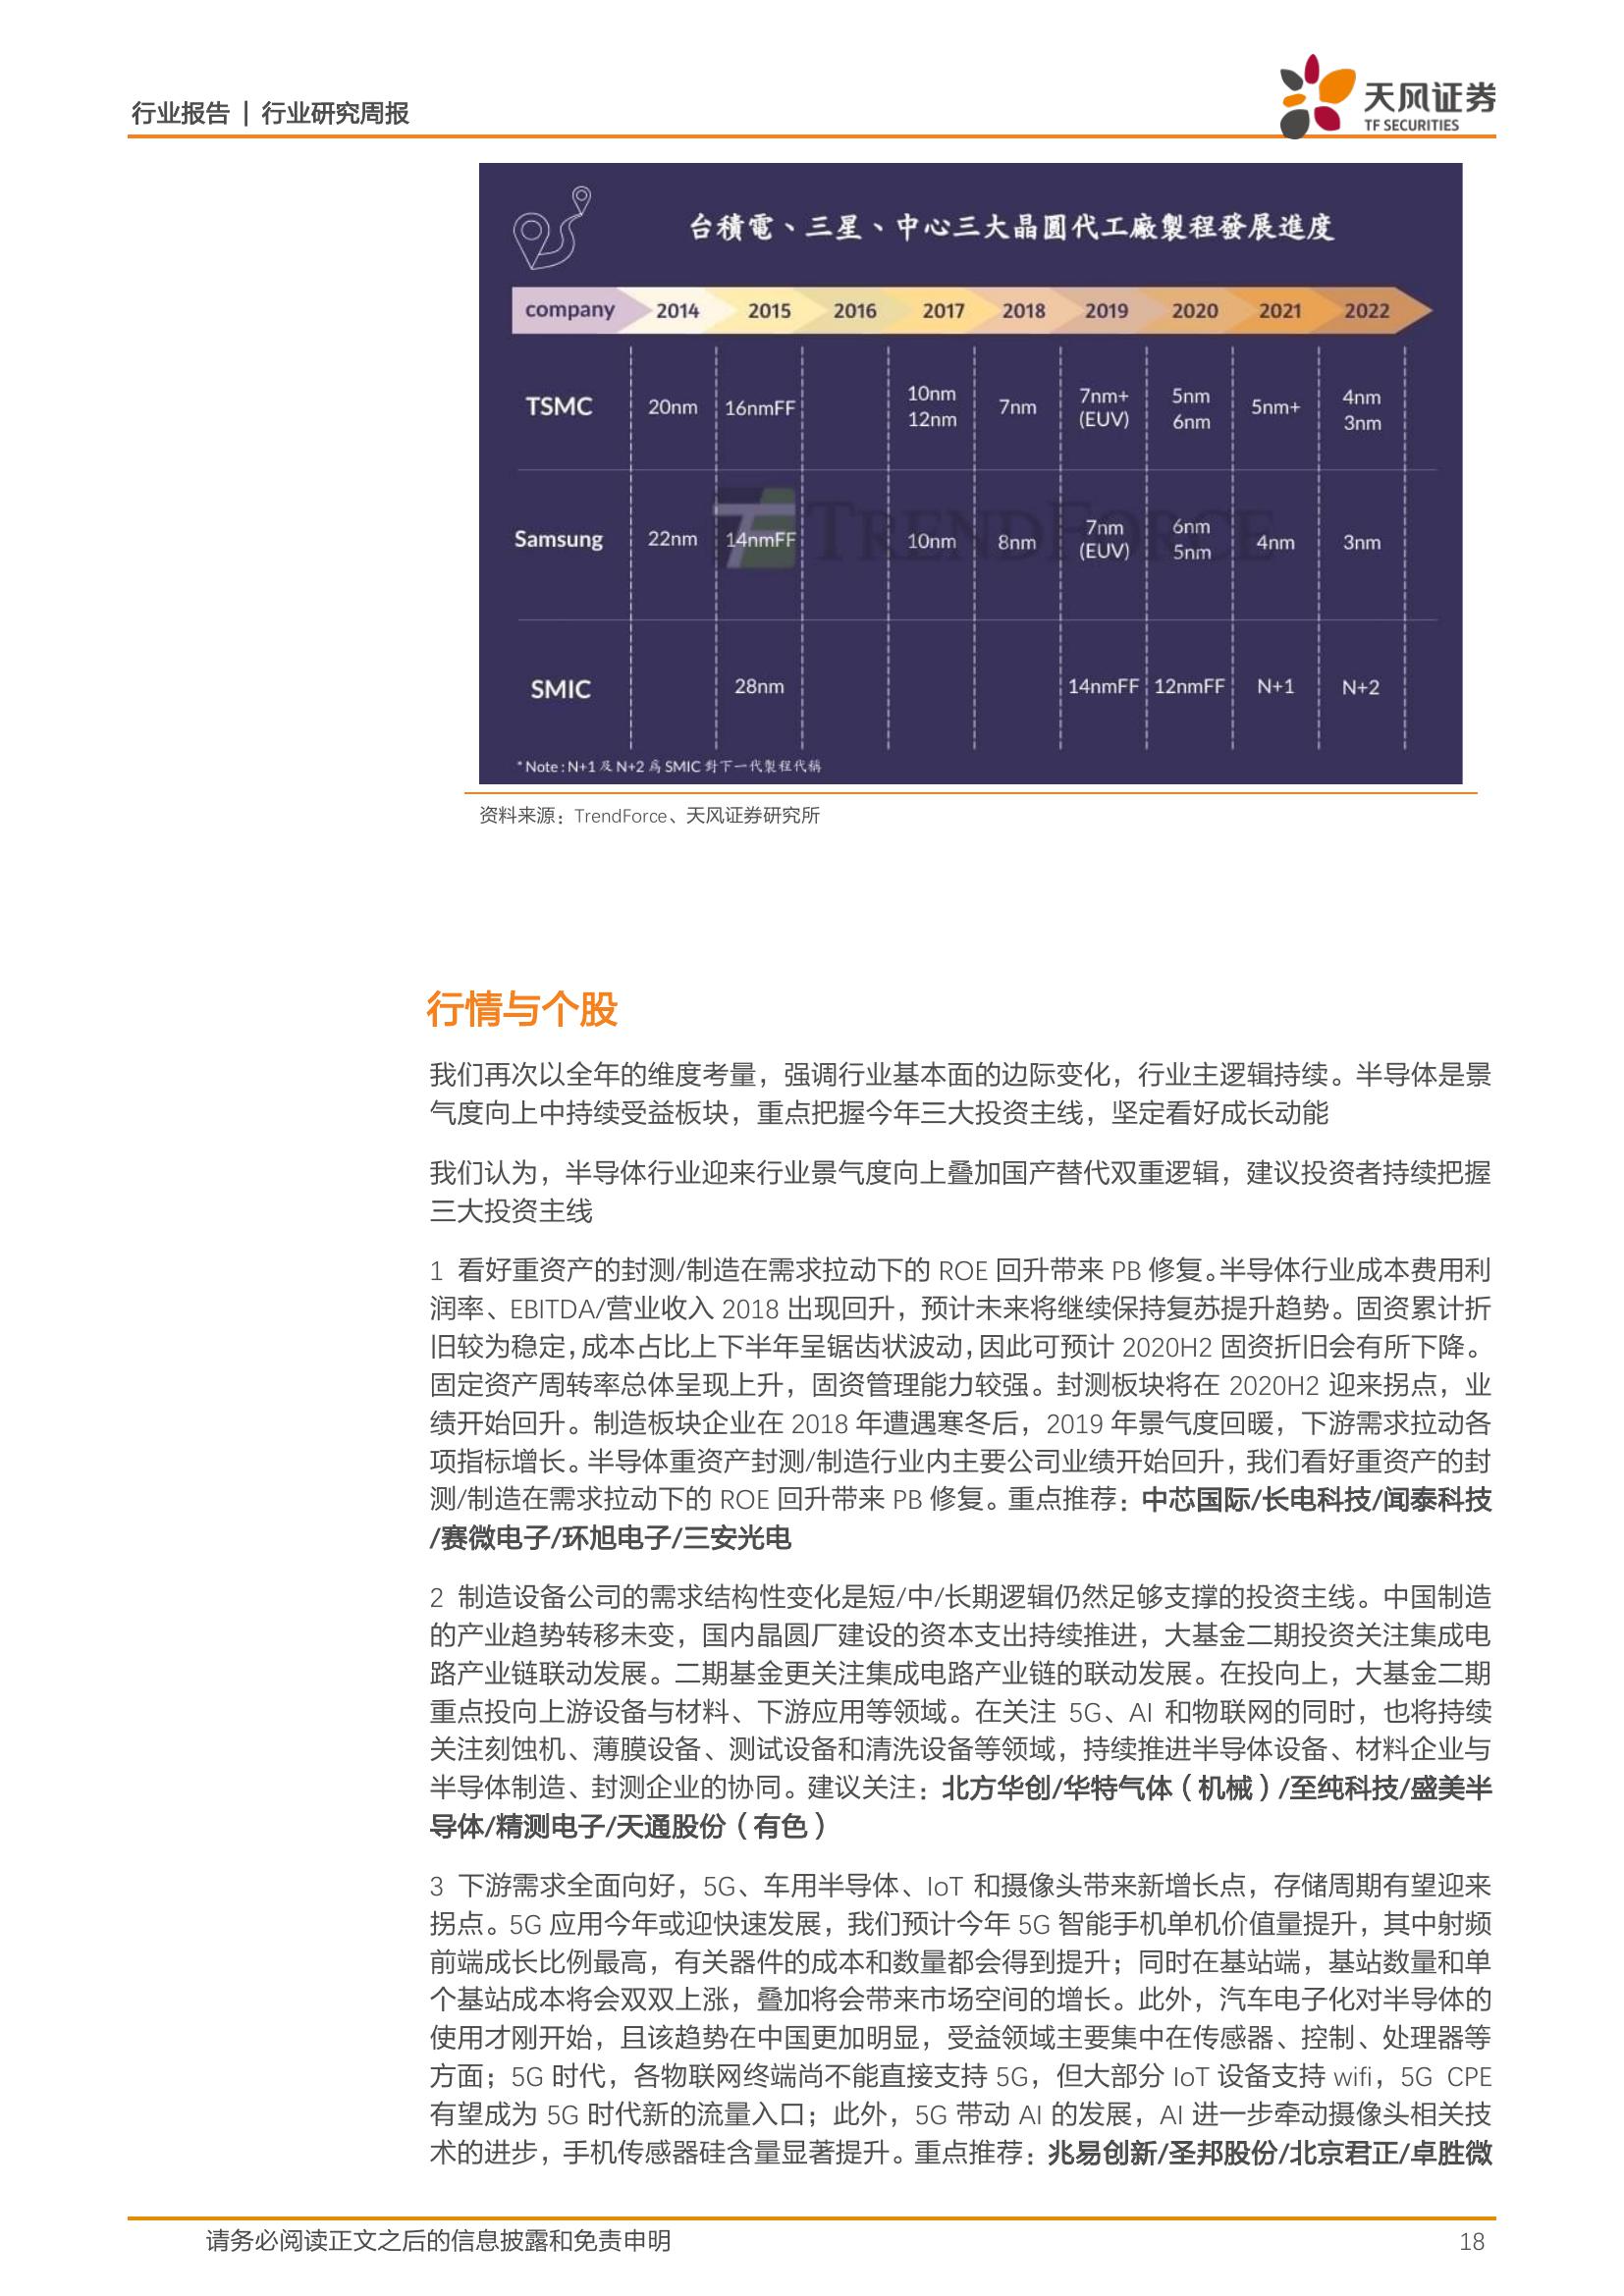 行业报告 | 行业研究周报
天风证券
TF SECURITIES
台積電、三星、中心三大晶圓代工廠製程發展進度
company 2014 2015 2016 2017 2018 2019 2020 2021 2022
TSMC 20nm 16nmFF 10nm 12nm 7nm 7nm+ (EUV) 5nm 6nm 5nm+ 4nm 3nm
TRENDFORCE
Samsung 22nm 14nmFF 10nm 8nm 7nm (EUV) 6nm 5nm 4nm 3nm
SMIC 28nm 14nmFF 12nmFF N+1 N+2
* Note : N+1 及 N+2 為 SMIC 對下一代製程代稱
资料来源：TrendForce、天风证券研究所
行情与个股
我们再次以全年的维度考量，强调行业基本面的边际变化，行业主逻辑持续。半导体是景
气度向上中持续受益板块，重点把握今年三大投资主线，坚定看好成长动能
我们认为，半导体行业迎来行业景气度向上叠加国产替代双重逻辑，建议投资者持续把握
三大投资主线
1 看好重资产的封测/制造在需求拉动下的 ROE 回升带来 PB 修复。半导体行业成本费用利
润率、EBITDA/营业收入 2018 出现回升，预计未来将继续保持复苏提升趋势。固资累计折
旧较为稳定，成本占比上下半年呈锯齿状波动，因此可预计 2020H2 固资折旧会有所下降。
固定资产周转率总体呈现上升，固资管理能力较强。封测板块将在 2020H2 迎来拐点，业
绩开始回升。制造板块企业在 2018 年遭遇寒冬后，2019 年景气度回暖，下游需求拉动各
项指标增长。半导体重资产封测/制造行业内主要公司业绩开始回升，我们看好重资产的封
测/制造在需求拉动下的 ROE 回升带来 PB 修复。重点推荐：中芯国际/长电科技/闻泰科技
/赛微电子/环旭电子/三安光电
2 制造设备公司的需求结构性变化是短/中/长期逻辑仍然足够支撑的投资主线。中国制造
的产业趋势转移未变，国内晶圆厂建设的资本支出持续推进，大基金二期投资关注集成电
路产业链联动发展。二期基金更关注集成电路产业链的联动发展。在投向上，大基金二期
重点投向上游设备与材料、下游应用等领域。在关注 5G、AI 和物联网的同时，也将持续
关注刻蚀机、薄膜设备、测试设备和清洗设备等领域，持续推进半导体设备、材料企业与
半导体制造、封测企业的协同。建议关注：北方华创/华特气体（机械）/至纯科技/盛美半
导体/精测电子/天通股份（有色）
3 下游需求全面向好，5G、车用半导体、IoT 和摄像头带来新增长点，存储周期有望迎来
拐点。5G 应用今年或迎快速发展，我们预计今年 5G 智能手机单机价值量提升，其中射频
前端成长比例最高，有关器件的成本和数量都会得到提升；同时在基站端，基站数量和单
个基站成本将会双双上涨，叠加将会带来市场空间的增长。此外，汽车电子化对半导体的
使用才刚开始，且该趋势在中国更加明显，受益领域主要集中在传感器、控制、处理器等
方面；5G 时代，各物联网终端尚不能直接支持 5G，但大部分 IoT 设备支持 wifi，5G CPE
有望成为 5G 时代新的流量入口；此外，5G 带动 AI 的发展，AI 进一步牵动摄像头相关技
术的进步，手机传感器硅含量显著提升。重点推荐：兆易创新/圣邦股份/北京君正/卓胜微
请务必阅读正文之后的信息披露和免责申明 18